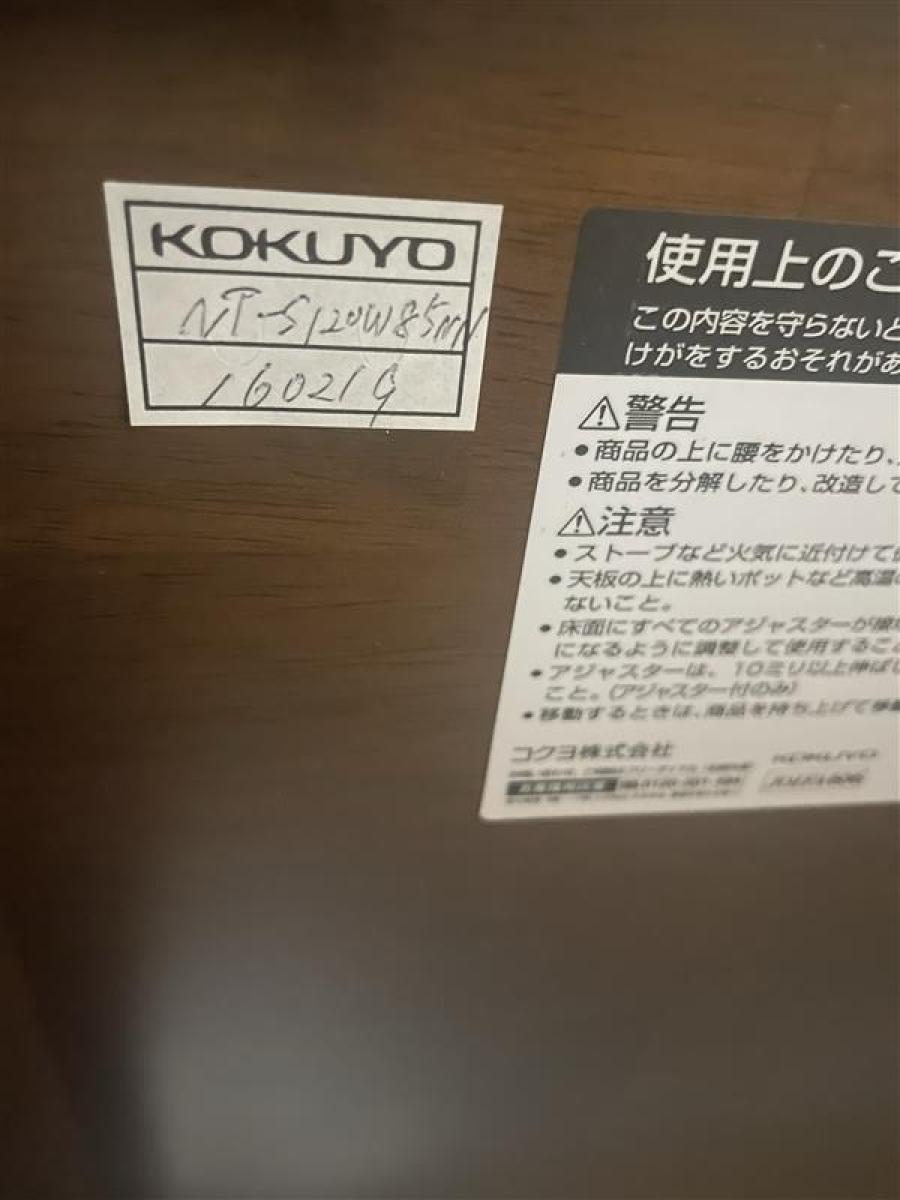 KOKUYO
NT-S120W85MN
16021G
使用上のご
この内容を守らないと
けがをするおそれがあ
⚠警告
●商品の上に腰をかけたり、
●商品を分解したり、改造して
⚠注意
●ストーブなど火気に近付けて
●天板の上に熱いポットなど高温
ないこと。
●床面にすべてのアジャスターが
になるように調整して使用するこ
●アジャスターは、10ミリ以上伸ばし
こと。(アジャスター付のみ)
●移動するときは、商品を持ち上げて移動
コクヨ株式会社
KOKUYO